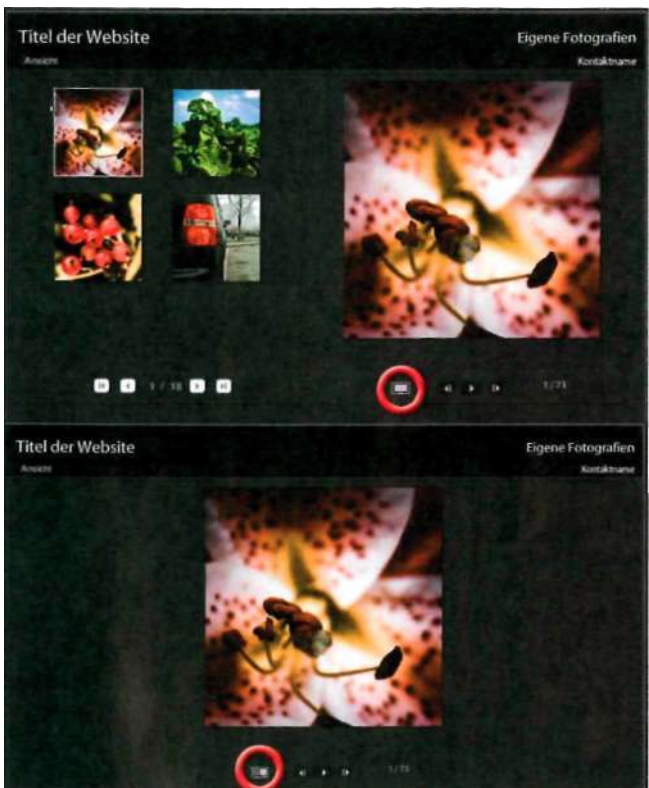 Titel der Website
Eigene Fotografien
Ansicht
Kontaktname
1 / 18
1/73
Titel der Website
Eigene Fotografien
Ansicht
Kontaktname
1/73